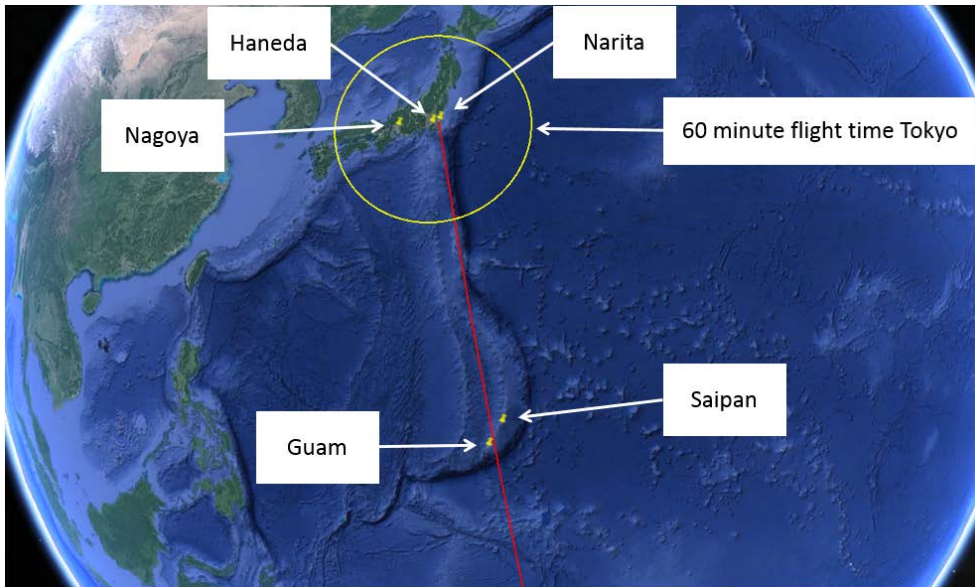 Haneda
Narita
Nagoya
60 minute flight time Tokyo
Saipan
Guam